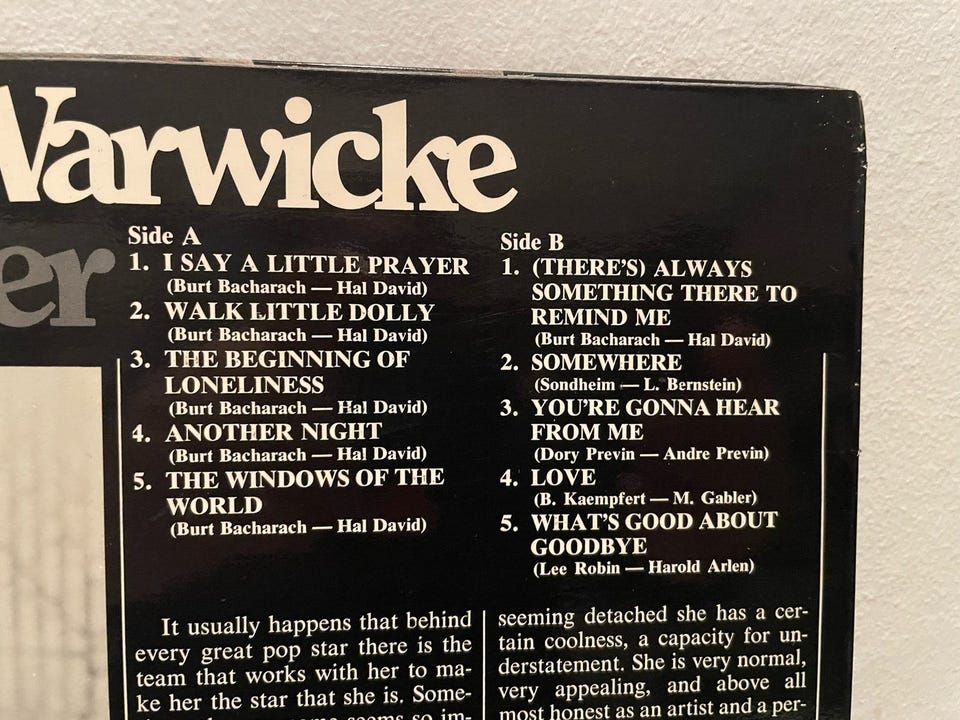 Warwicke
er
Side A
1. I SAY A LITTLE PRAYER
(Burt Bacharach — Hal David)
2. WALK LITTLE DOLLY
(Burt Bacharach — Hal David)
3. THE BEGINNING OF
LONELINESS
(Burt Bacharach — Hal David)
4. ANOTHER NIGHT
(Burt Bacharach — Hal David)
5. THE WINDOWS OF THE
WORLD
(Burt Bacharach — Hal David)
Side B
1. (THERE'S) ALWAYS
SOMETHING THERE TO
REMIND ME
(Burt Bacharach — Hal David)
2. SOMEWHERE
(Sondheim — L. Bernstein)
3. YOU'RE GONNA HEAR
FROM ME
(Dory Previn — Andre Previn)
4. LOVE
(B. Kaempfert — M. Gabler)
5. WHAT'S GOOD ABOUT
GOODBYE
(Lee Robin — Harold Arlen)
It usually happens that behind
every great pop star there is the
team that works with her to ma-
ke her the star that she is. Some-
seems so im-
seeming detached she has a cer-
tain coolness, a capacity for un-
derstatement. She is very normal,
very appealing, and above all
most honest as an artist and a per-